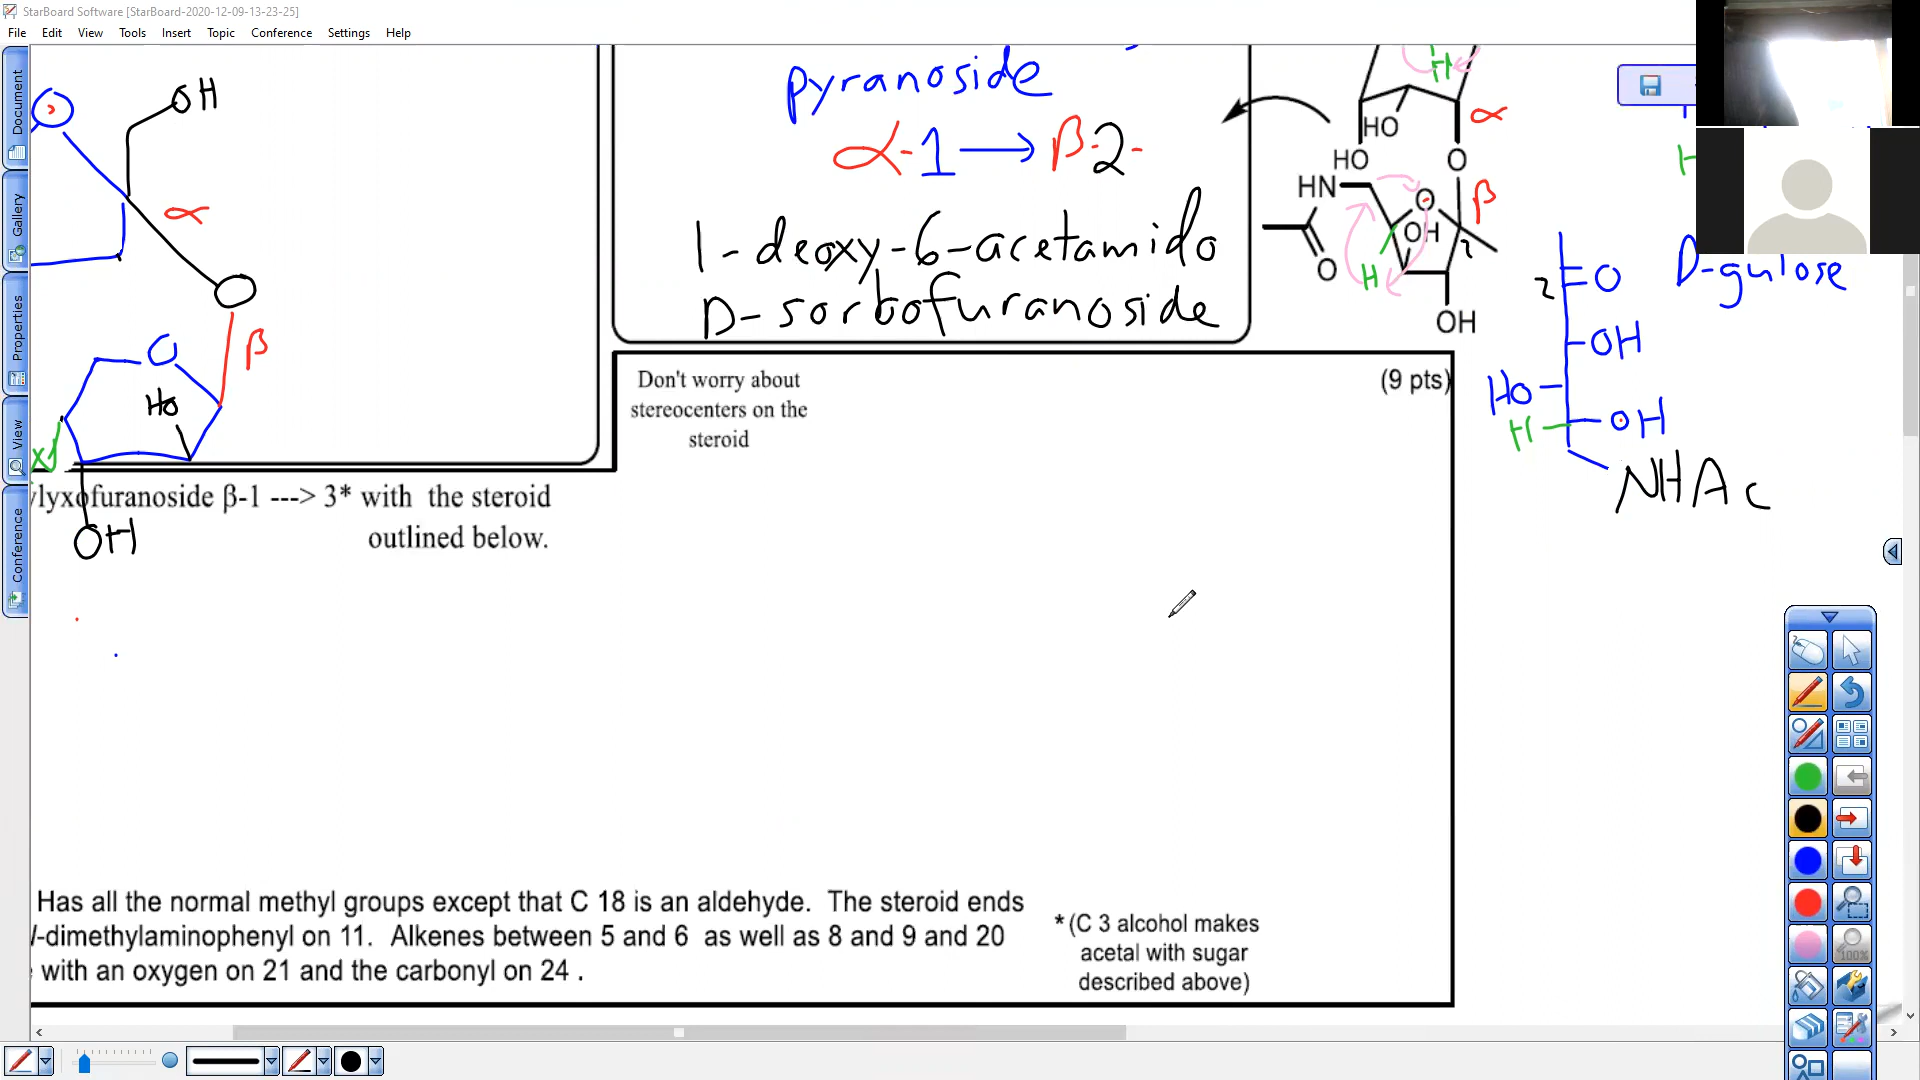 StarBoard Software [StarBoard-2020-12-09-13-23-25]
File Edit View Tools Insert Topic Conference Settings Help
Document
Gallery
Properties
View
Conference
OH
α
β
O
HO
OH
pyranoside
α-1 → β-2-
1-deoxy-6-acetamido
D-sorbofuranoside
H
α
HO
HO
O
β
HN
O
OH
2
H
O
OH
D-gulose
2
O
OH
HO
H
OH
NHAc
Don't worry about
stereocenters on the
steroid
(9 pts)
lyxofuranoside β-1 ---> 3* with the steroid
outlined below.
Has all the normal methyl groups except that C 18 is an aldehyde. The steroid ends
-dimethylaminophenyl on 11. Alkenes between 5 and 6 as well as 8 and 9 and 20
with an oxygen on 21 and the carbonyl on 24 .
* (C 3 alcohol makes
acetal with sugar
described above)
100%